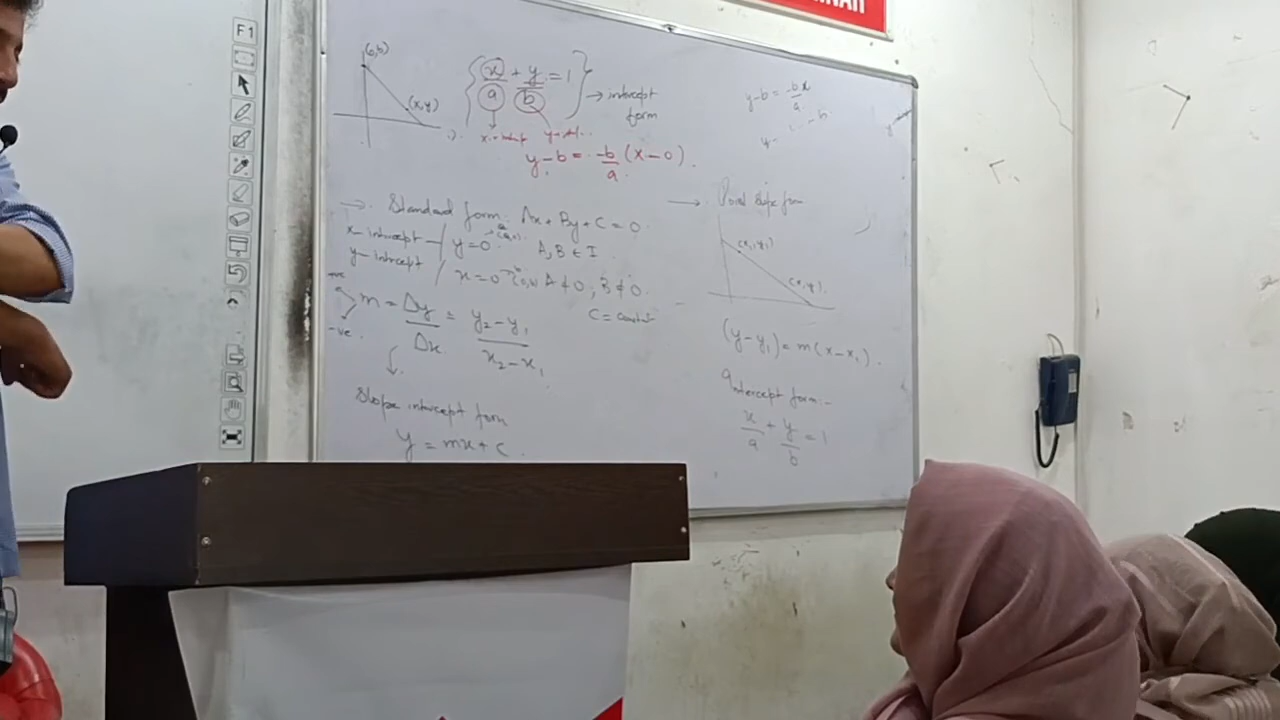 F1
(0,b)
(x,y)
x/a + y/b = 1 → intercept
form
y-b = -b/a (x-0).
y-b = -bx/a
→ Standard form: Ax + By + C = 0.
x-intercept → y=0
A, B ∈ I
y-intercept / x=0
A ≠ 0, B ≠ 0.
C = constant
+ve
-ve.
m = Δy/Δx = y₂-y₁/x₂-x₁
Slope intercept form
y = mx + c.
→ Point slope form
(x₁,y₁)
(x,y)
(y-y₁) = m(x-x₁).
Intercept form:-
x/a + y/b = 1